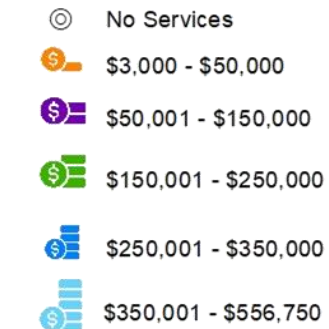 No Services
$3,000 - $50,000
$50,001 - $150,000
$150,001 - $250,000
$250,001 - $350,000
$350,001 - $556,750